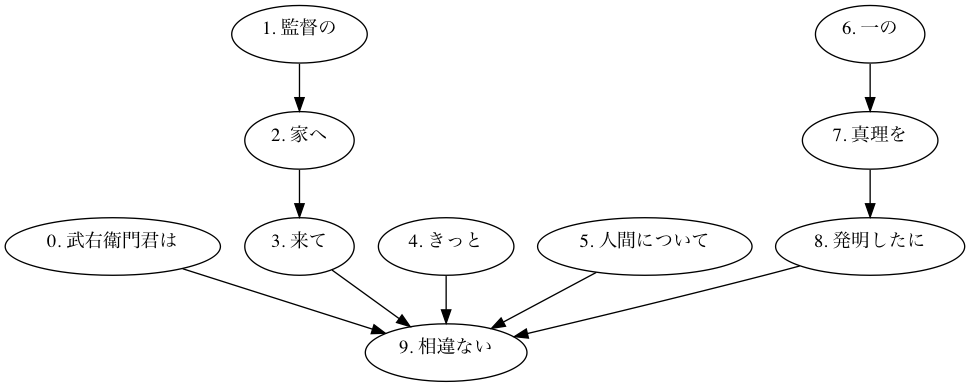 1. 監督の
6. 一の
2. 家へ
7. 真理を
0. 武右衛門君は
3. 来て
4. きっと
5. 人間について
8. 発明したに
9. 相違ない